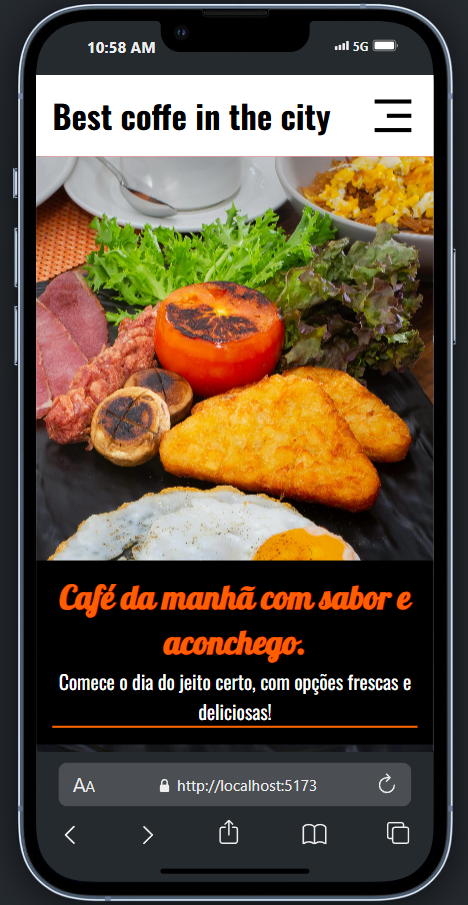 10:58 AM
5G
Best coffe in the city
Café da manhã com sabor e
aconchego.
Comece o dia do jeito certo, com opções frescas e
deliciosas!
AA
http://localhost:5173